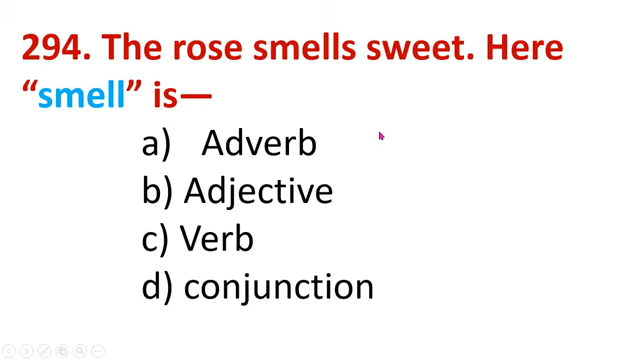 294. The rose smells sweet. Here
“smell” is—
a) Adverb
b) Adjective
c) Verb
d) conjunction